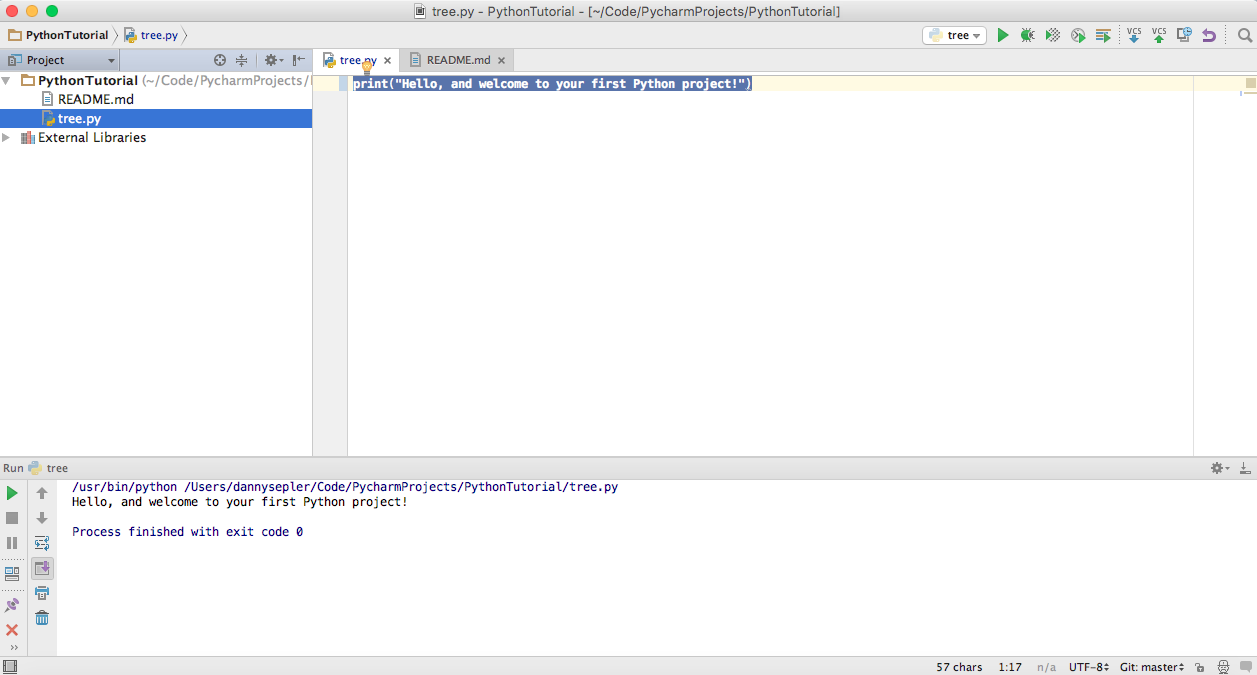 tree.py - PythonTutorial - [~/Code/PycharmProjects/PythonTutorial]
PythonTutorial tree.py
tree
VCS VCS
Project
tree.py
README.md
PythonTutorial (~/Code/PycharmProjects/
README.md
tree.py
External Libraries
print("Hello, and welcome to your first Python project!")
Run tree
/usr/bin/python /Users/dannysepler/Code/PycharmProjects/PythonTutorial/tree.py
Hello, and welcome to your first Python project!
Process finished with exit code 0
57 chars 1:17 n/a UTF-8 Git: master